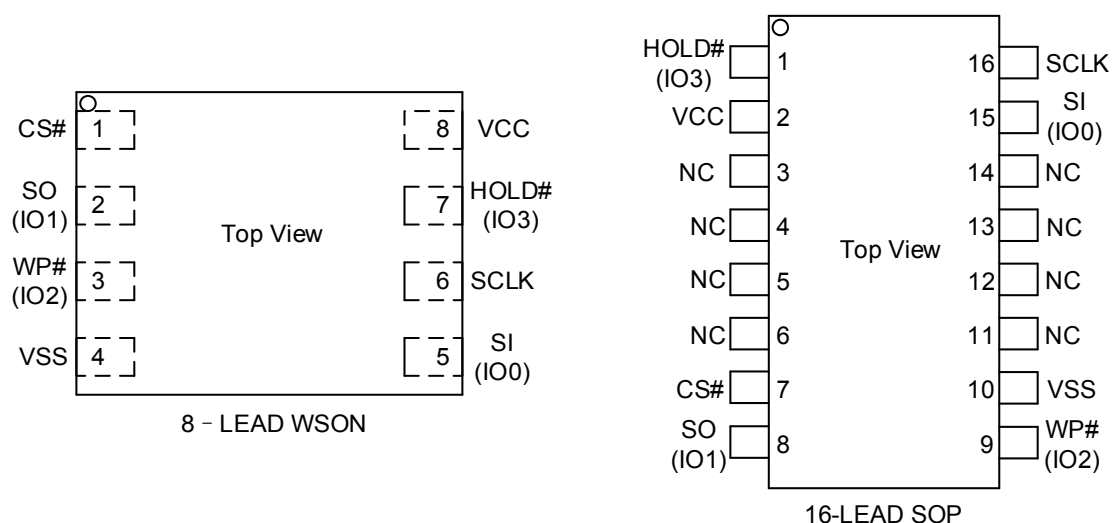 CS#
1
8
VCC
SO
(IO1)
2
7
HOLD#
(IO3)
Top View
WP#
(IO2)
3
6
SCLK
VSS
4
5
SI
(IO0)
8 - LEAD WSON
HOLD#
(IO3)
1
16
SCLK
VCC
2
15
SI
(IO0)
NC
3
14
NC
NC
4
13
NC
Top View
NC
5
12
NC
NC
6
11
NC
CS#
7
10
VSS
SO
(IO1)
8
9
WP#
(IO2)
16-LEAD SOP